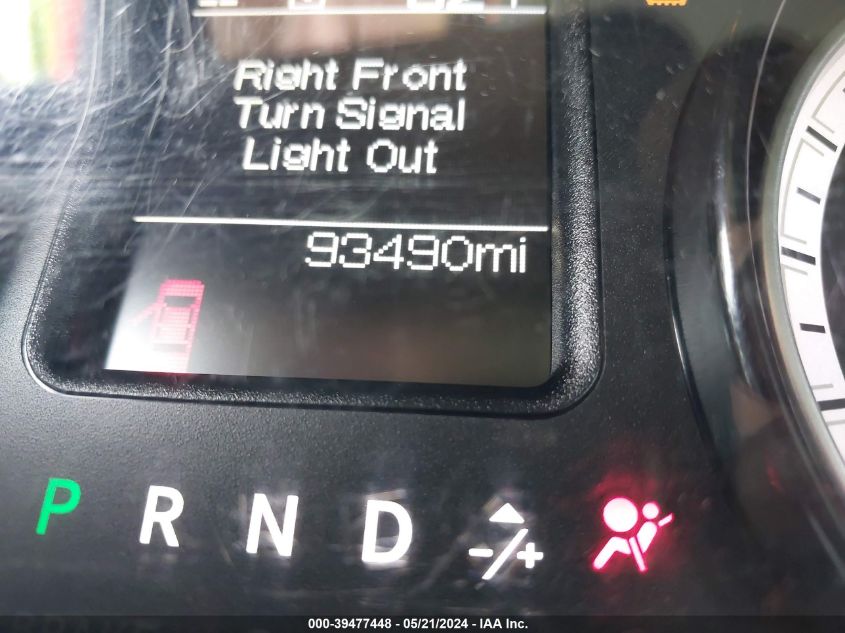 Right Front
Turn Signal
Light Out
93490mi
P R N D -/+
000-39477448 - 05/21/2024 - IAA Inc.